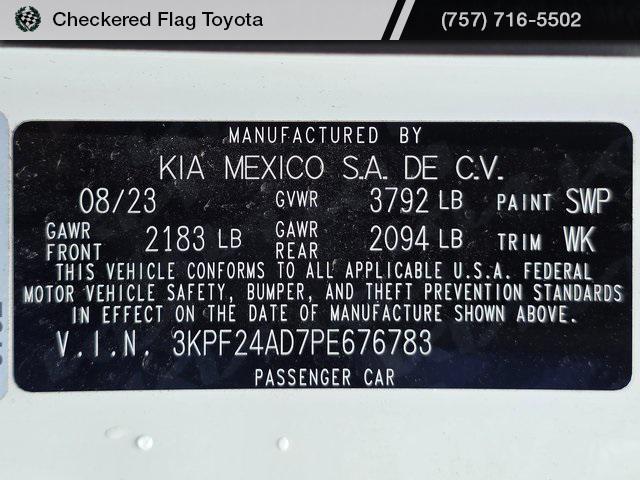 Checkered Flag Toyota (757) 716-5502
MANUFACTURED BY
KIA MEXICO S.A. DE C.V.
08/23 GVWR 3792 LB PAINT SWP
GAWR FRONT 2183 LB GAWR REAR 2094 LB TRIM WK
THIS VEHICLE CONFORMS TO ALL APPLICABLE U.S.A. FEDERAL
MOTOR VEHICLE SAFETY, BUMPER, AND THEFT PREVENTION STANDARDS
IN EFFECT ON THE DATE OF MANUFACTURE SHOWN ABOVE.
V.I.N. 3KPF24AD7PE676783
PASSENGER CAR